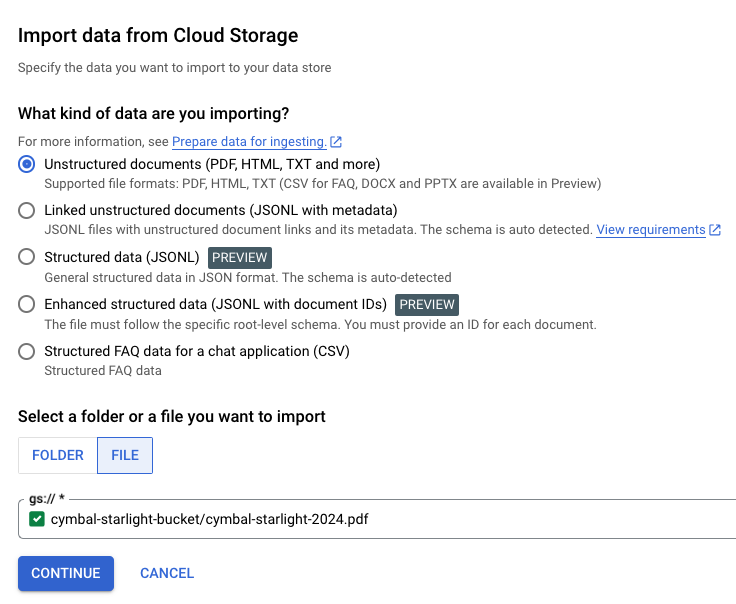 Import data from Cloud Storage
Specify the data you want to import to your data store
What kind of data are you importing?
For more information, see Prepare data for ingesting.
Unstructured documents (PDF, HTML, TXT and more)
Supported file formats: PDF, HTML, TXT (CSV for FAQ, DOCX and PPTX are available in Preview)
Linked unstructured documents (JSONL with metadata)
JSONL files with unstructured document links and its metadata. The schema is auto detected. View requirements
Structured data (JSONL) PREVIEW
General structured data in JSON format. The schema is auto-detected
Enhanced structured data (JSONL with document IDs) PREVIEW
The file must follow the specific root-level schema. You must provide an ID for each document.
Structured FAQ data for a chat application (CSV)
Structured FAQ data
Select a folder or a file you want to import
FOLDER FILE
gs:// *
cymbal-starlight-bucket/cymbal-starlight-2024.pdf
CONTINUE CANCEL